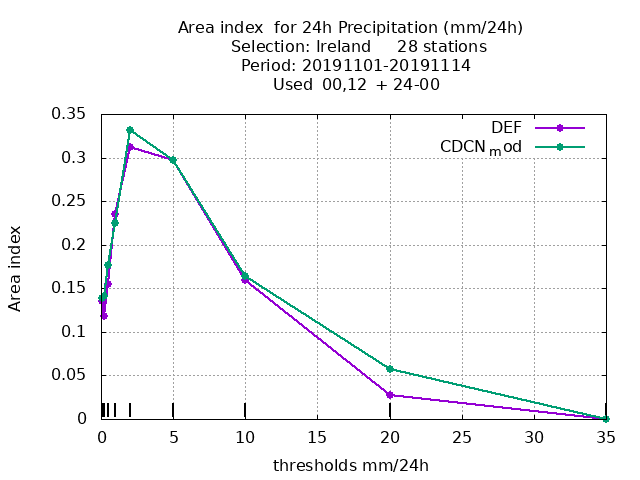 Area index  for 24h Precipitation (mm/24h)
Selection: Ireland     28 stations
Period: 20191101-20191114
Used  00,12  + 24-00
0.35
0.3
0.25
0.2
0.15
0.1
0.05
0
Area index
DEF
CDCNmod
0 5 10 15 20 25 30 35
thresholds mm/24h